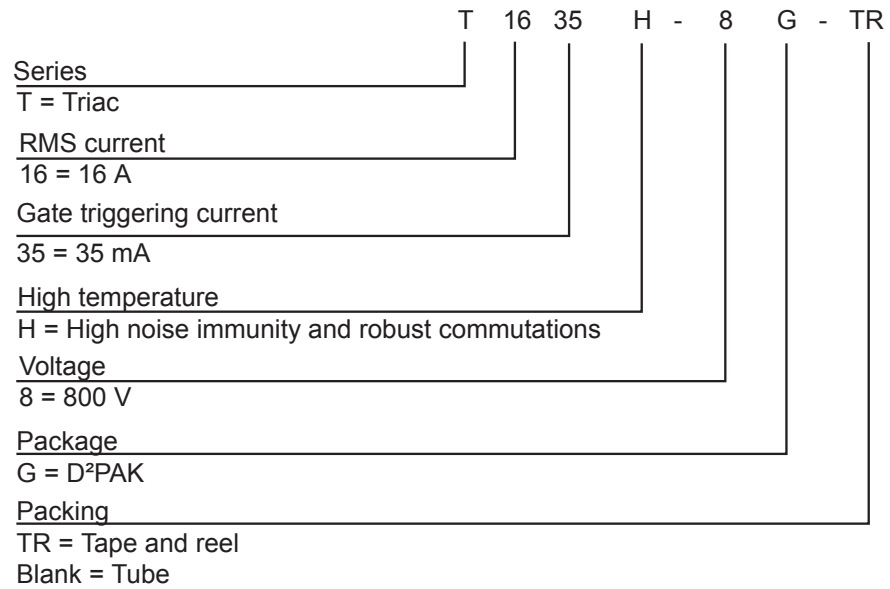 T 16 35 H - 8 G - TR
Series
T = Triac
RMS current
16 = 16 A
Gate triggering current
35 = 35 mA
High temperature
H = High noise immunity and robust commutations
Voltage
8 = 800 V
Package
G = D²PAK
Packing
TR = Tape and reel
Blank = Tube